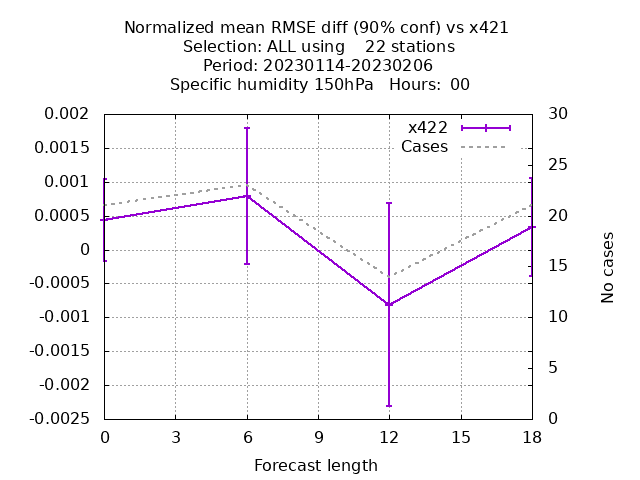 Normalized mean RMSE diff (90% conf) vs x421
Selection: ALL using    22 stations
Period: 20230114-20230206
Specific humidity 150hPa   Hours:  00
0.002
0.0015
0.001
0.0005
0
-0.0005
-0.001
-0.0015
-0.002
-0.0025
x422
Cases
30
25
20
15
10
5
0
No cases
0 3 6 9 12 15 18
Forecast length